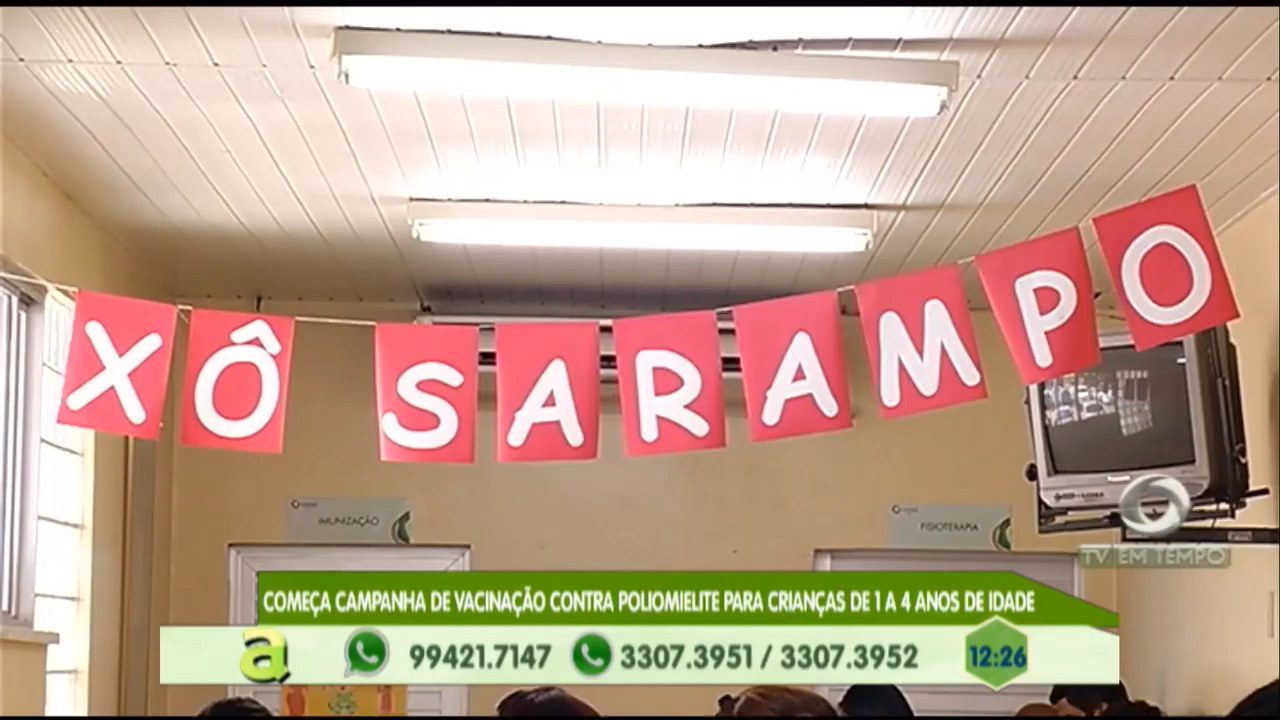 XÔ SARAMPO
IMUNIZAÇÃO
FISIOTERAPIA
TV EM TEMPO
COMEÇA CAMPANHA DE VACINAÇÃO CONTRA POLIOMIELITE PARA CRIANÇAS DE 1 A 4 ANOS DE IDADE
a 99421.7147 3307.3951 / 3307.3952 12:26